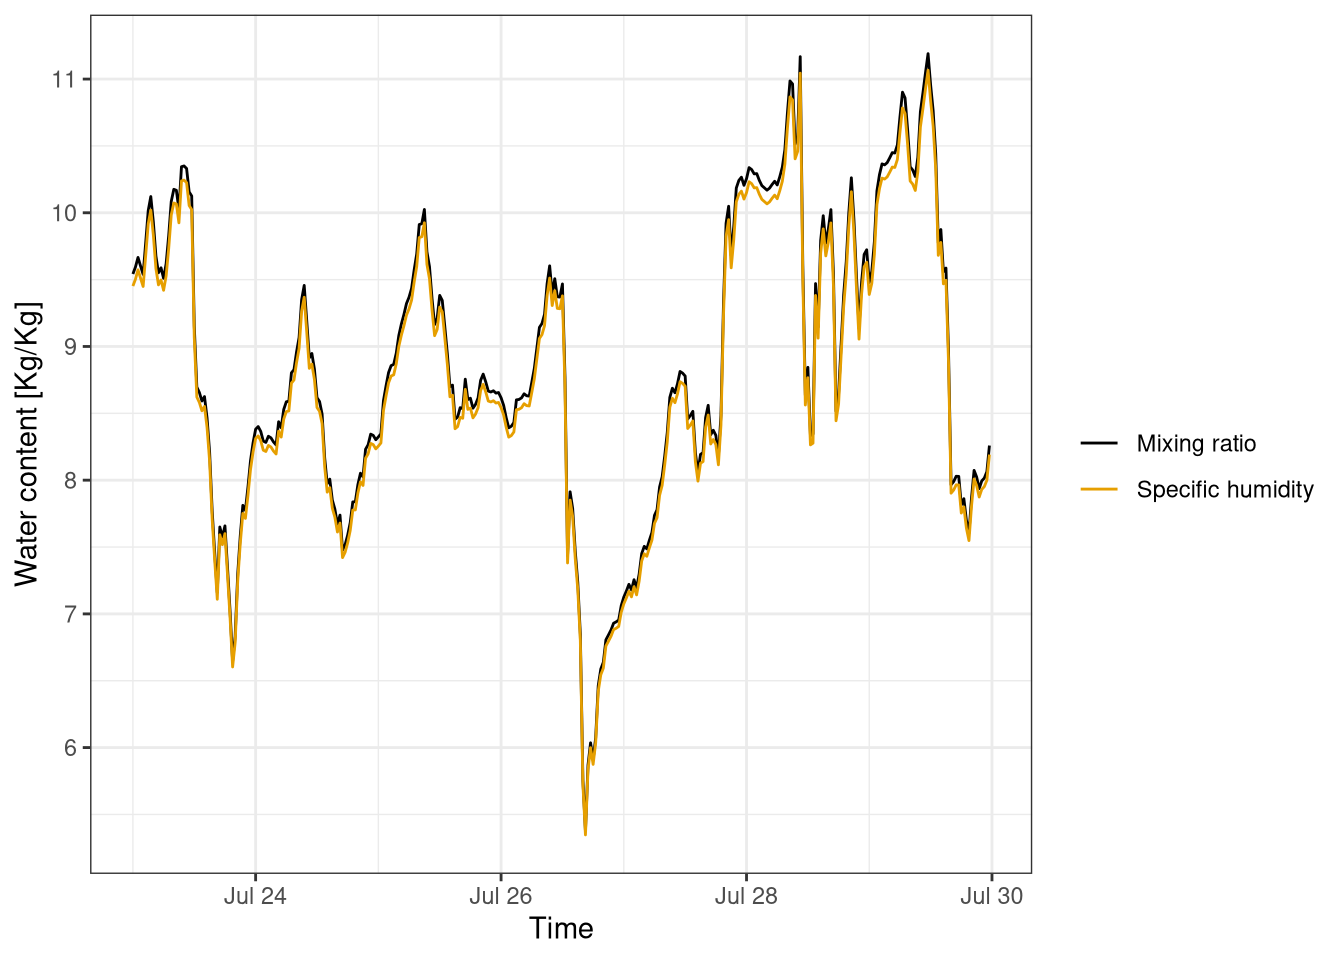 11
10
9
8
7
6
Water content [Kg/Kg]
Jul 24
Jul 26
Jul 28
Jul 30
Time
Mixing ratio
Specific humidity